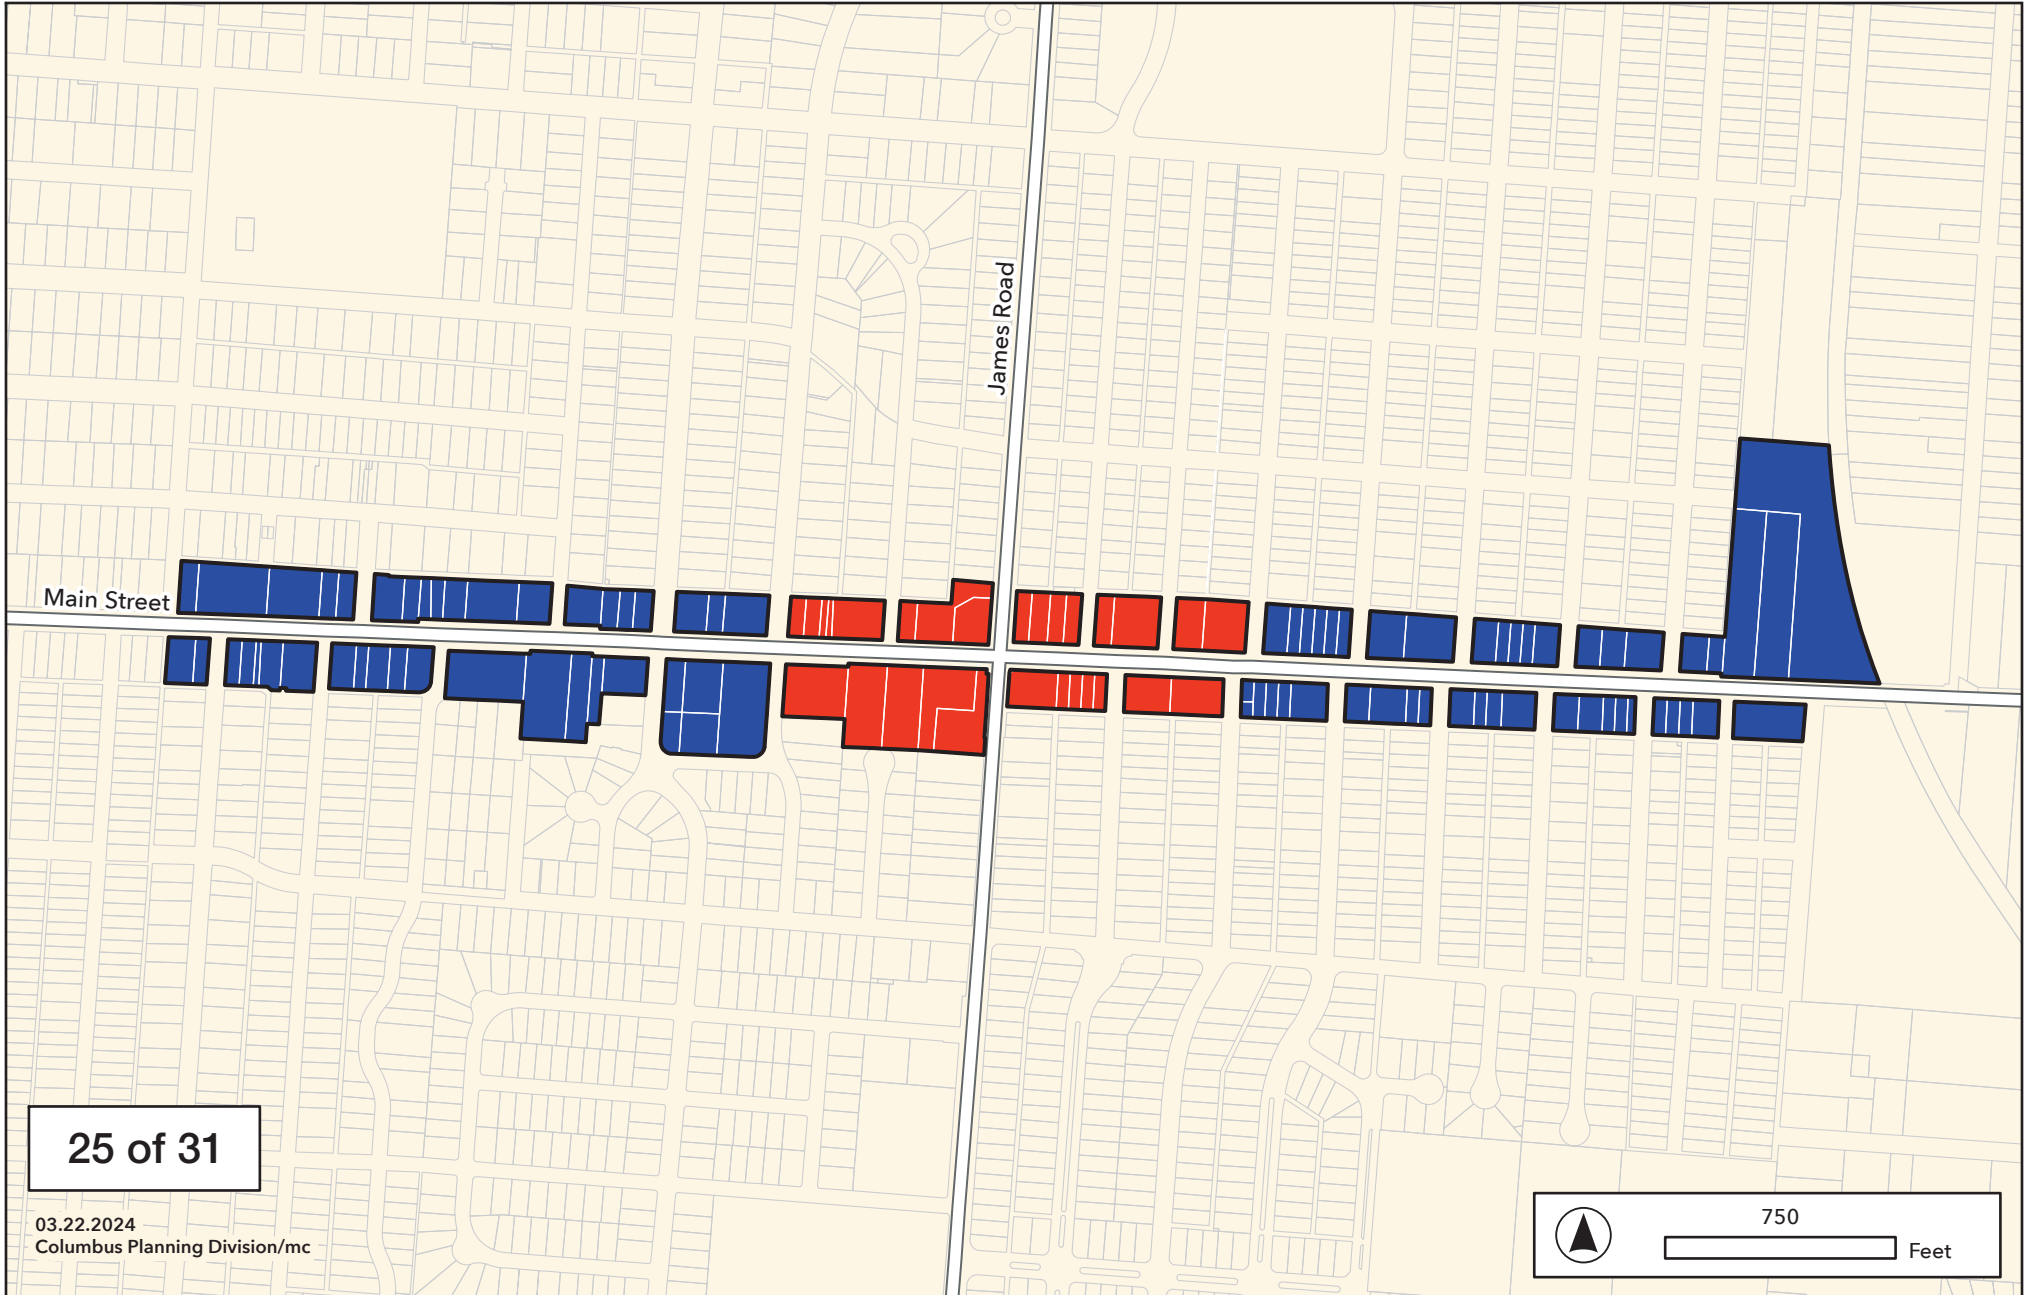 James Road
Main Street
25 of 31
03.22.2024
Columbus Planning Division/mc
750
Feet